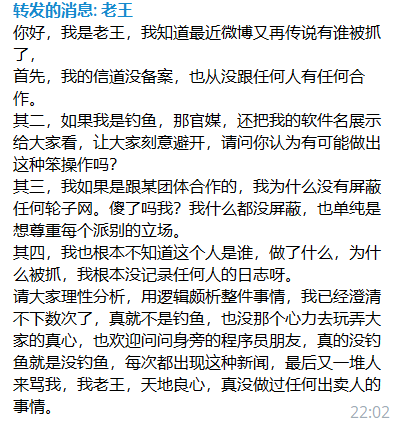 转发的消息: 老王
你好，我是老王，我知道最近微博又再传说有谁被抓
了，
首先，我的信道没备案，也从没跟任何人有任何合
作。
其二，如果我是钓鱼，那官媒，还把我的软件名展示
给大家看，让大家刻意避开，请问你认为有可能做出
这种笨操作吗?
其三，我如果是跟某团体合作的，我为什么没有屏蔽
任何轮子网。傻了吗我? 我什么都没屏蔽，也单纯是
想尊重每个派别的立场。
其四，我也根本不知道这个人是谁，做了什么，为什
么被抓，我根本没记录任何人的日志呀。
请大家理性分析，用逻辑颇析整件事情，我已经澄清
不下数次了，真就不是钓鱼，也没那个心力去玩弄大
家的真心，也欢迎问问身旁的程序员朋友，真的没钓
鱼就是没钓鱼，每次都出现这种新闻，最后又一堆人
来骂我，我老王，天地良心，真没做过任何出卖人的
事情。
22:02